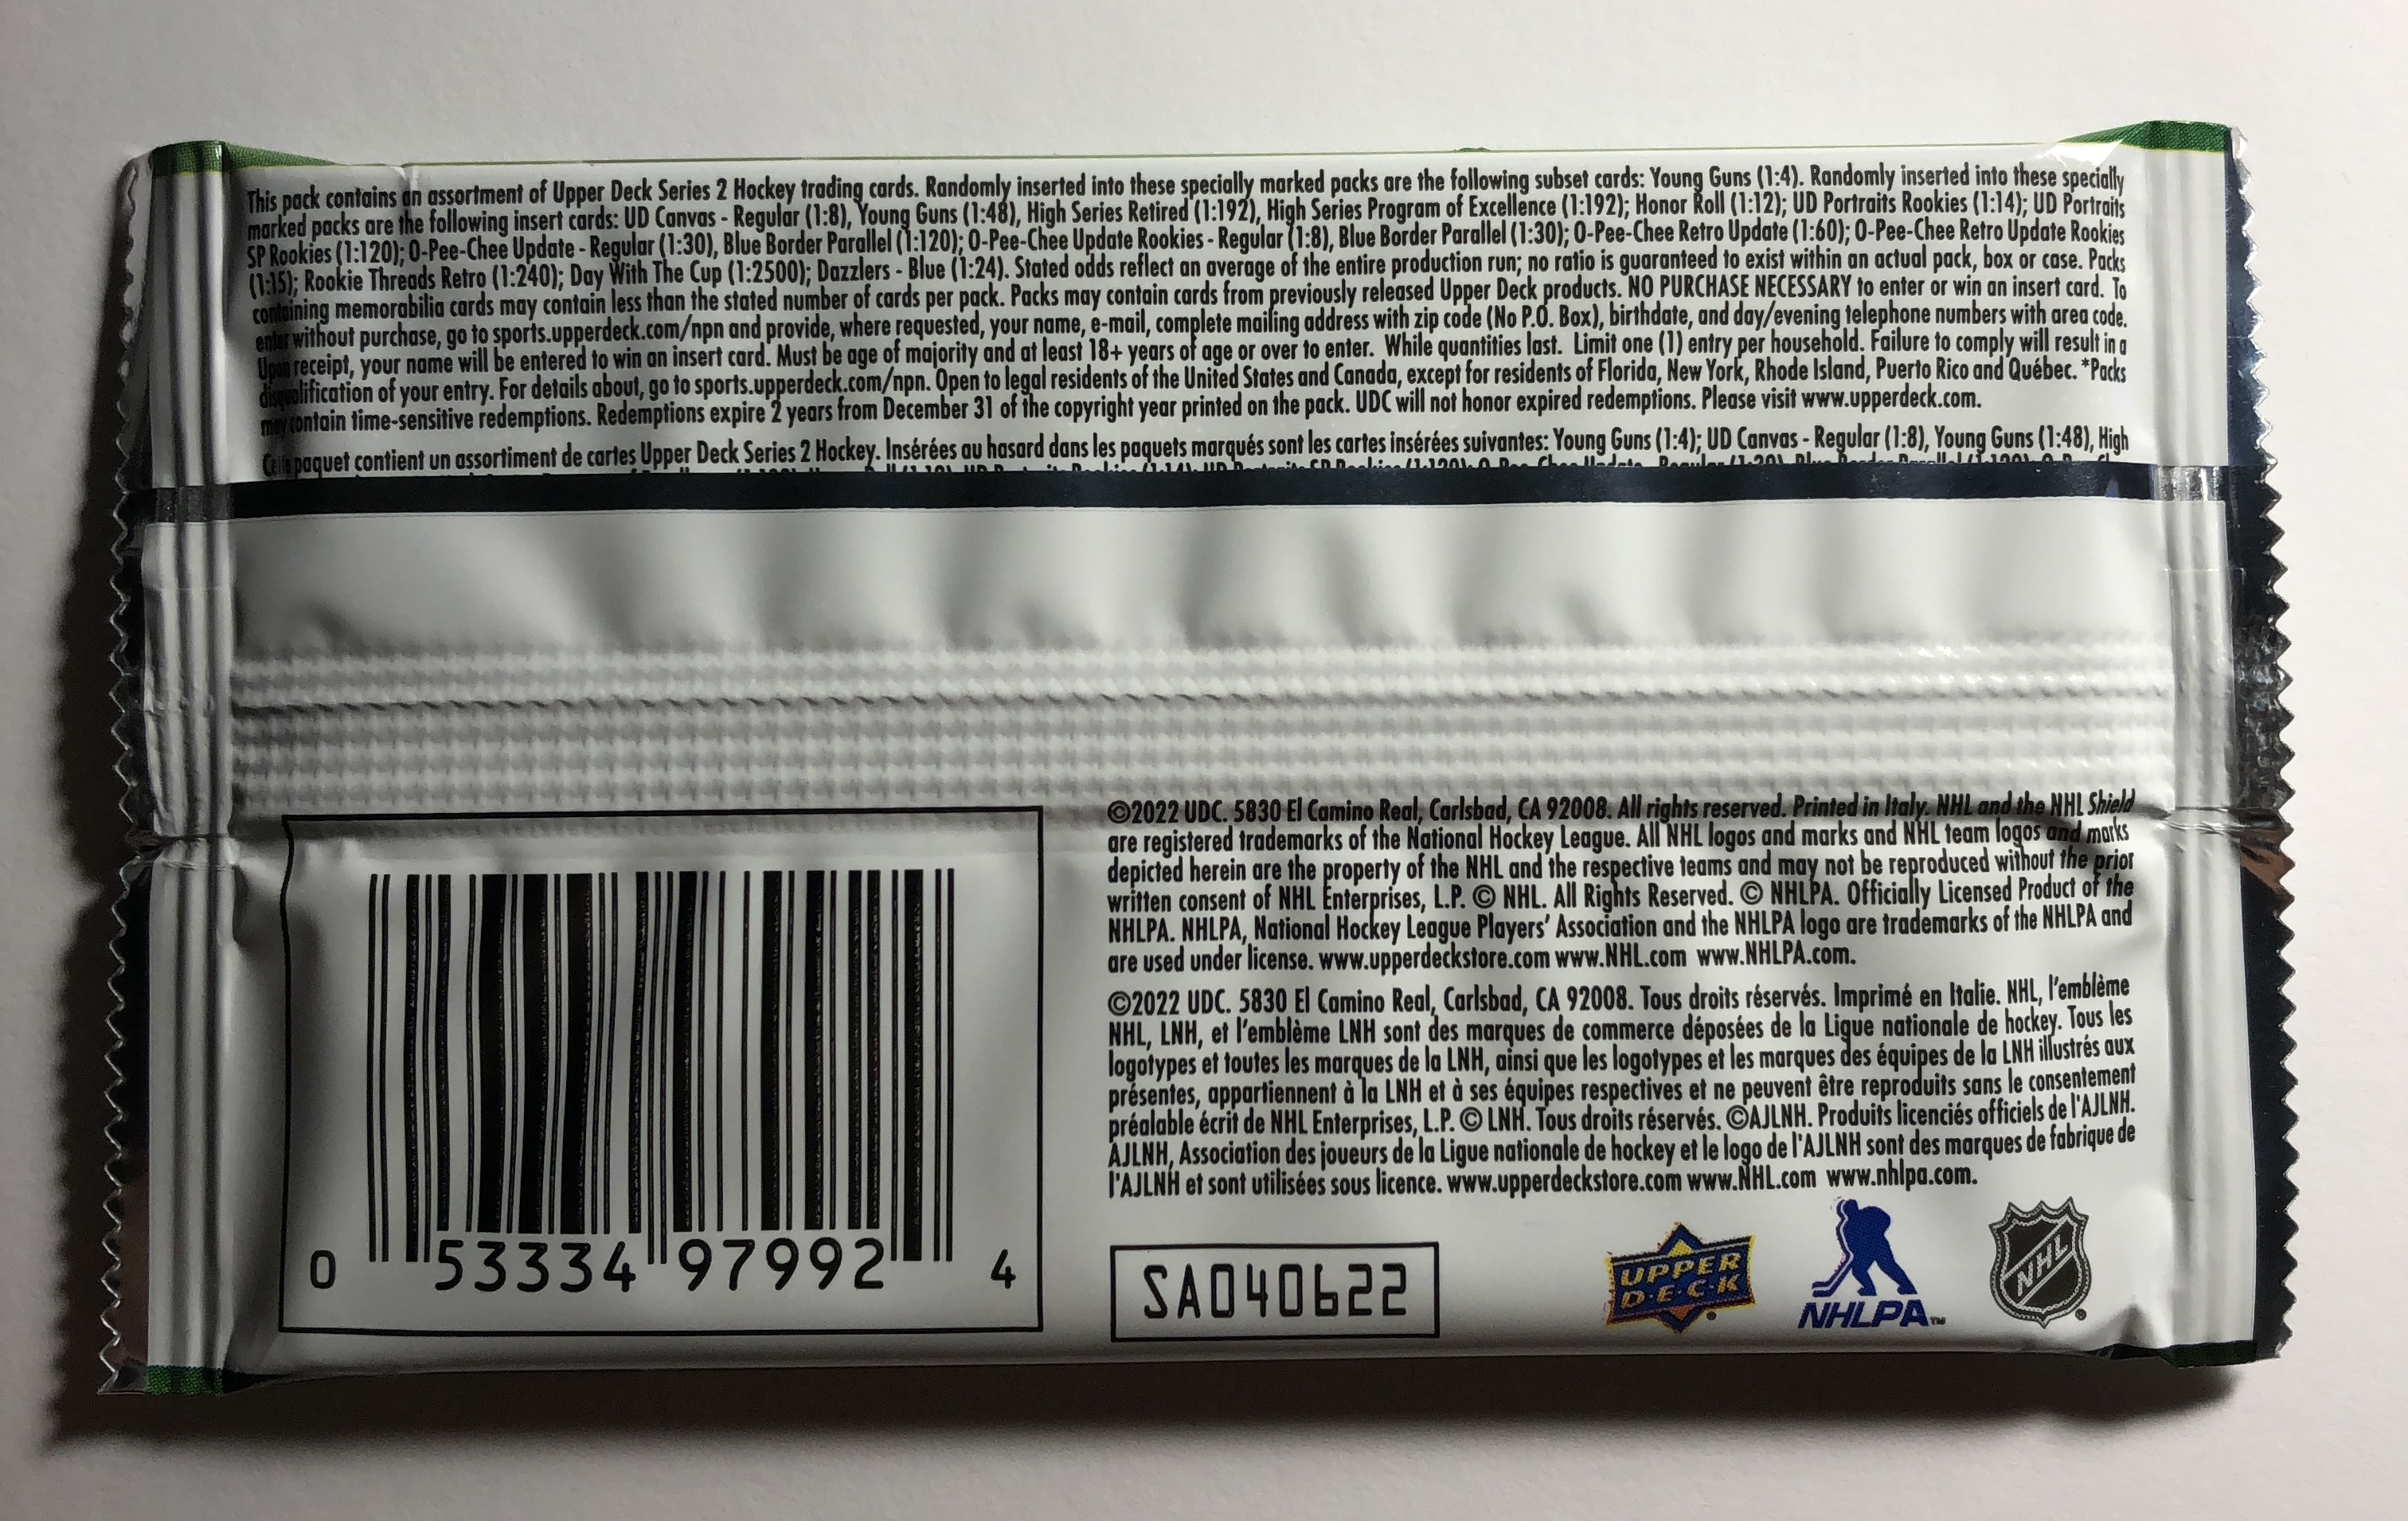 This pack contains an assortment of Upper Deck Series 2 Hockey trading cards. Randomly inserted into these specially marked packs are the following subset cards: Young Guns (1:4). Randomly inserted into these specially
marked packs are the following insert cards: UD Canvas - Regular (1:8), Young Guns (1:48), High Series Retired (1:192), High Series Program of Excellence (1:192); Honor Roll (1:12); UD Portraits Rookies (1:14); UD Portraits
SP Rookies (1:120); O-Pee-Chee Update - Regular (1:30), Blue Border Parallel (1:120); O-Pee-Chee Update Rookies - Regular (1:8), Blue Border Parallel (1:30); O-Pee-Chee Retro Update (1:60); O-Pee-Chee Retro Update Rookies
(1:15); Rookie Threads Retro (1:240); Day With The Cup (1:2500); Dazzlers - Blue (1:24). Stated odds reflect an average of the entire production run; no ratio is guaranteed to exist within an actual pack, box or case. Packs
containing memorabilia cards may contain less than the stated number of cards per pack. Packs may contain cards from previously released Upper Deck products. NO PURCHASE NECESSARY to enter or win an insert card. To
enter without purchase, go to sports.upperdeck.com/npn and provide, where requested, your name, e-mail, complete mailing address with zip code (No P.O. Box), birthdate, and day/evening telephone numbers with area code.
Upon receipt, your name will be entered to win an insert card. Must be age of majority and at least 18+ years of age or over to enter. While quantities last. Limit one (1) entry per household. Failure to comply will result in a
disqualification of your entry. For details about, go to sports.upperdeck.com/npn. Open to legal residents of the United States and Canada, except for residents of Florida, New York, Rhode Island, Puerto Rico and Québec. *Packs
may contain time-sensitive redemptions. Redemptions expire 2 years from December 31 of the copyright year printed on the pack. UDC will not honor expired redemptions. Please visit www.upperdeck.com.
paquet contient un assortiment de cartes Upper Deck Series 2 Hockey. Insérées au hasard dans les paquets marqués sont les cartes insérées suivantes: Young Guns (1:4); UD Canvas - Regular (1:8), Young Guns (1:48), High
©2022 UDC. 5830 El Camino Real, Carlsbad, CA 92008. All rights reserved. Printed in Italy. NHL and the NHL Shield
are registered trademarks of the National Hockey League. All NHL logos and marks and NHL team logos and marks
depicted herein are the property of the NHL and the respective teams and may not be reproduced without the prior
written consent of NHL Enterprises, L.P. © NHL. All Rights Reserved. © NHLPA. Officially Licensed Product of the
NHLPA. NHLPA, National Hockey League Players' Association and the NHLPA logo are trademarks of the NHLPA and
are used under license. www.upperdeckstore.com www.NHL.com www.NHLPA.com.
©2022 UDC. 5830 El Camino Real, Carlsbad, CA 92008. Tous droits réservés. Imprimé en Italie. NHL, l'emblème
NHL, LNH, et l'emblème LNH sont des marques de commerce déposées de la Ligue nationale de hockey. Tous les
logotypes et toutes les marques de la LNH, ainsi que les logotypes et les marques des équipes de la LNH illustrés aux
présentes, appartiennent à la LNH et à ses équipes respectives et ne peuvent être reproduits sans le consentement
préalable écrit de NHL Enterprises, L.P. © LNH. Tous droits réservés. ©AJLNH. Produits licenciés officiels de l'AJLNH.
AJLNH, Association des joueurs de la Ligue nationale de hockey et le logo de l'AJLNH sont des marques de fabrique de
l'AJLNH et sont utilisées sous licence. www.upperdeckstore.com www.NHL.com www.nhlpa.com.
0 53334 97992 4
SA040622
UPPER
D·E·C·K
NHLPA™
NHL